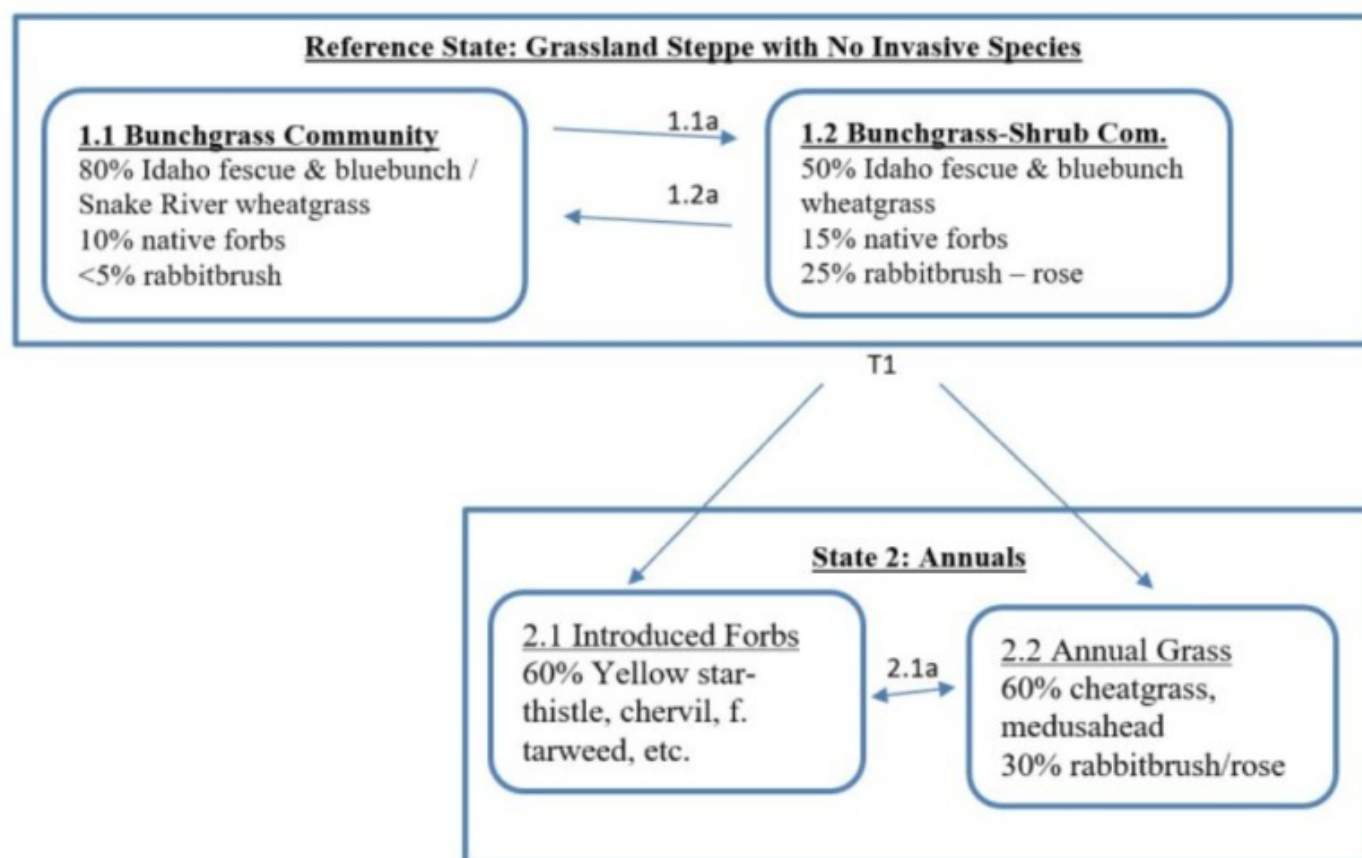 Reference State: Grassland Steppe with No Invasive Species
1.1 Bunchgrass Community
80% Idaho fescue & bluebunch /
Snake River wheatgrass
10% native forbs
<5% rabbitbrush
1.1a
1.2a
1.2 Bunchgrass-Shrub Com.
50% Idaho fescue & bluebunch
wheatgrass
15% native forbs
25% rabbitbrush – rose
T1
State 2: Annuals
2.1 Introduced Forbs
60% Yellow star-
thistle, chervil, f.
tarweed, etc.
2.1a
2.2 Annual Grass
60% cheatgrass,
medusahead
30% rabbitbrush/rose